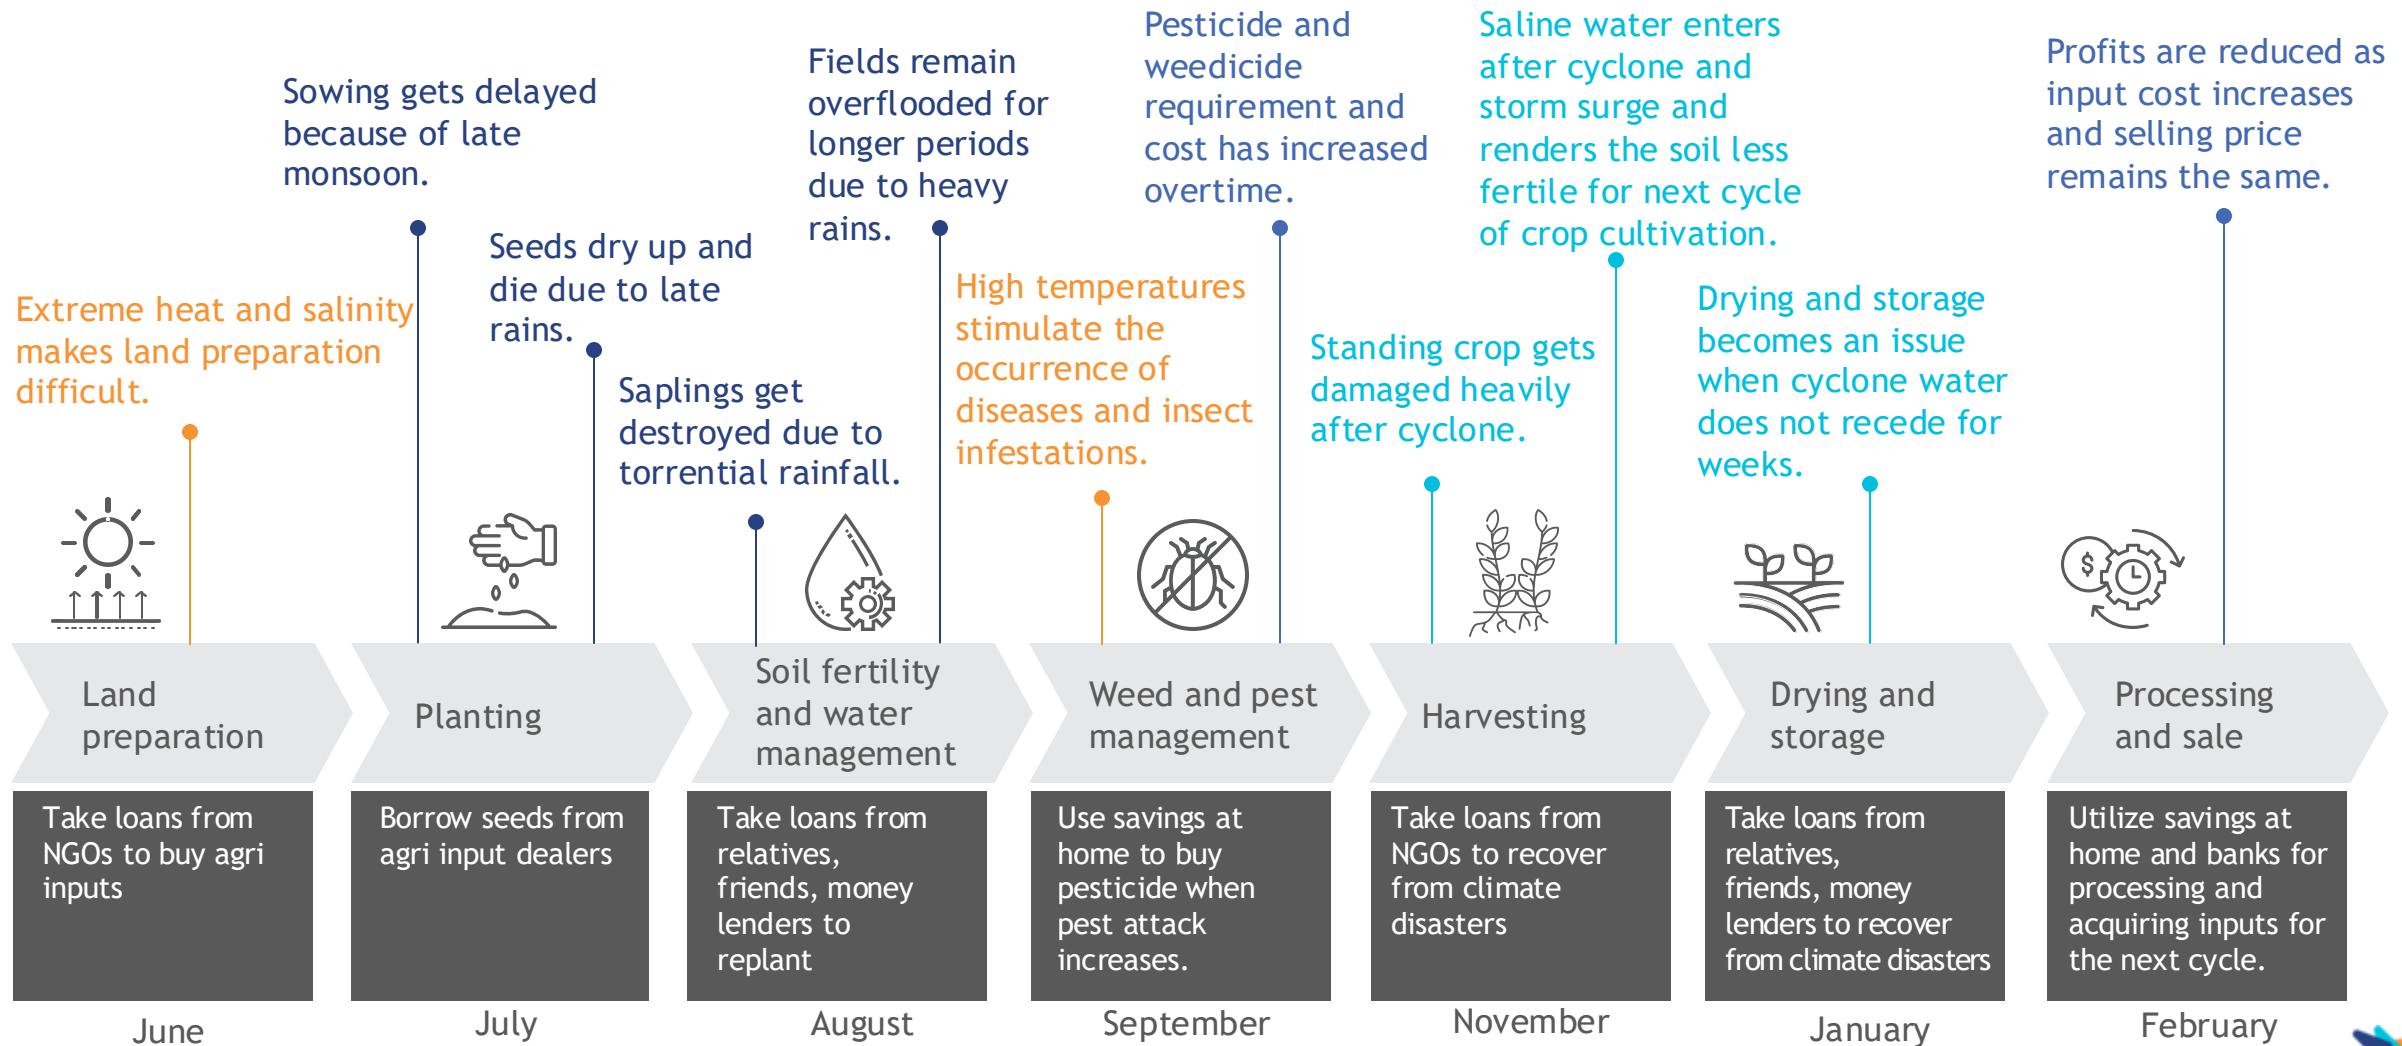 Extreme heat and salinity
makes land preparation
difficult.
Sowing gets delayed
because of late
monsoon.
Seeds dry up and
die due to late
rains.
Saplings get
destroyed due to
torrential rainfall.
Fields remain
overflooded for
longer periods
due to heavy
rains.
High temperatures
stimulate the
occurrence of
diseases and insect
infestations.
Pesticide and
weedicide
requirement and
cost has increased
overtime.
Standing crop gets
damaged heavily
after cyclone.
Saline water enters
after cyclone and
storm surge and
renders the soil less
fertile for next cycle
of crop cultivation.
Drying and storage
becomes an issue
when cyclone water
does not recede for
weeks.
Profits are reduced as
input cost increases
and selling price
remains the same.
$
Land
preparation
Planting
Soil fertility
and water
management
Weed and pest
management
Harvesting
Drying and
storage
Processing
and sale
Take loans from
NGOs to buy agri
inputs
Borrow seeds from
agri input dealers
Take loans from
relatives,
friends, money
lenders to
replant
Use savings at
home to buy
pesticide when
pest attack
increases.
Take loans from
NGOs to recover
from climate
disasters
Take loans from
relatives,
friends, money
lenders to recover
from climate disasters
Utilize savings at
home and banks for
processing and
acquiring inputs for
the next cycle.
June
July
August
September
November
January
February